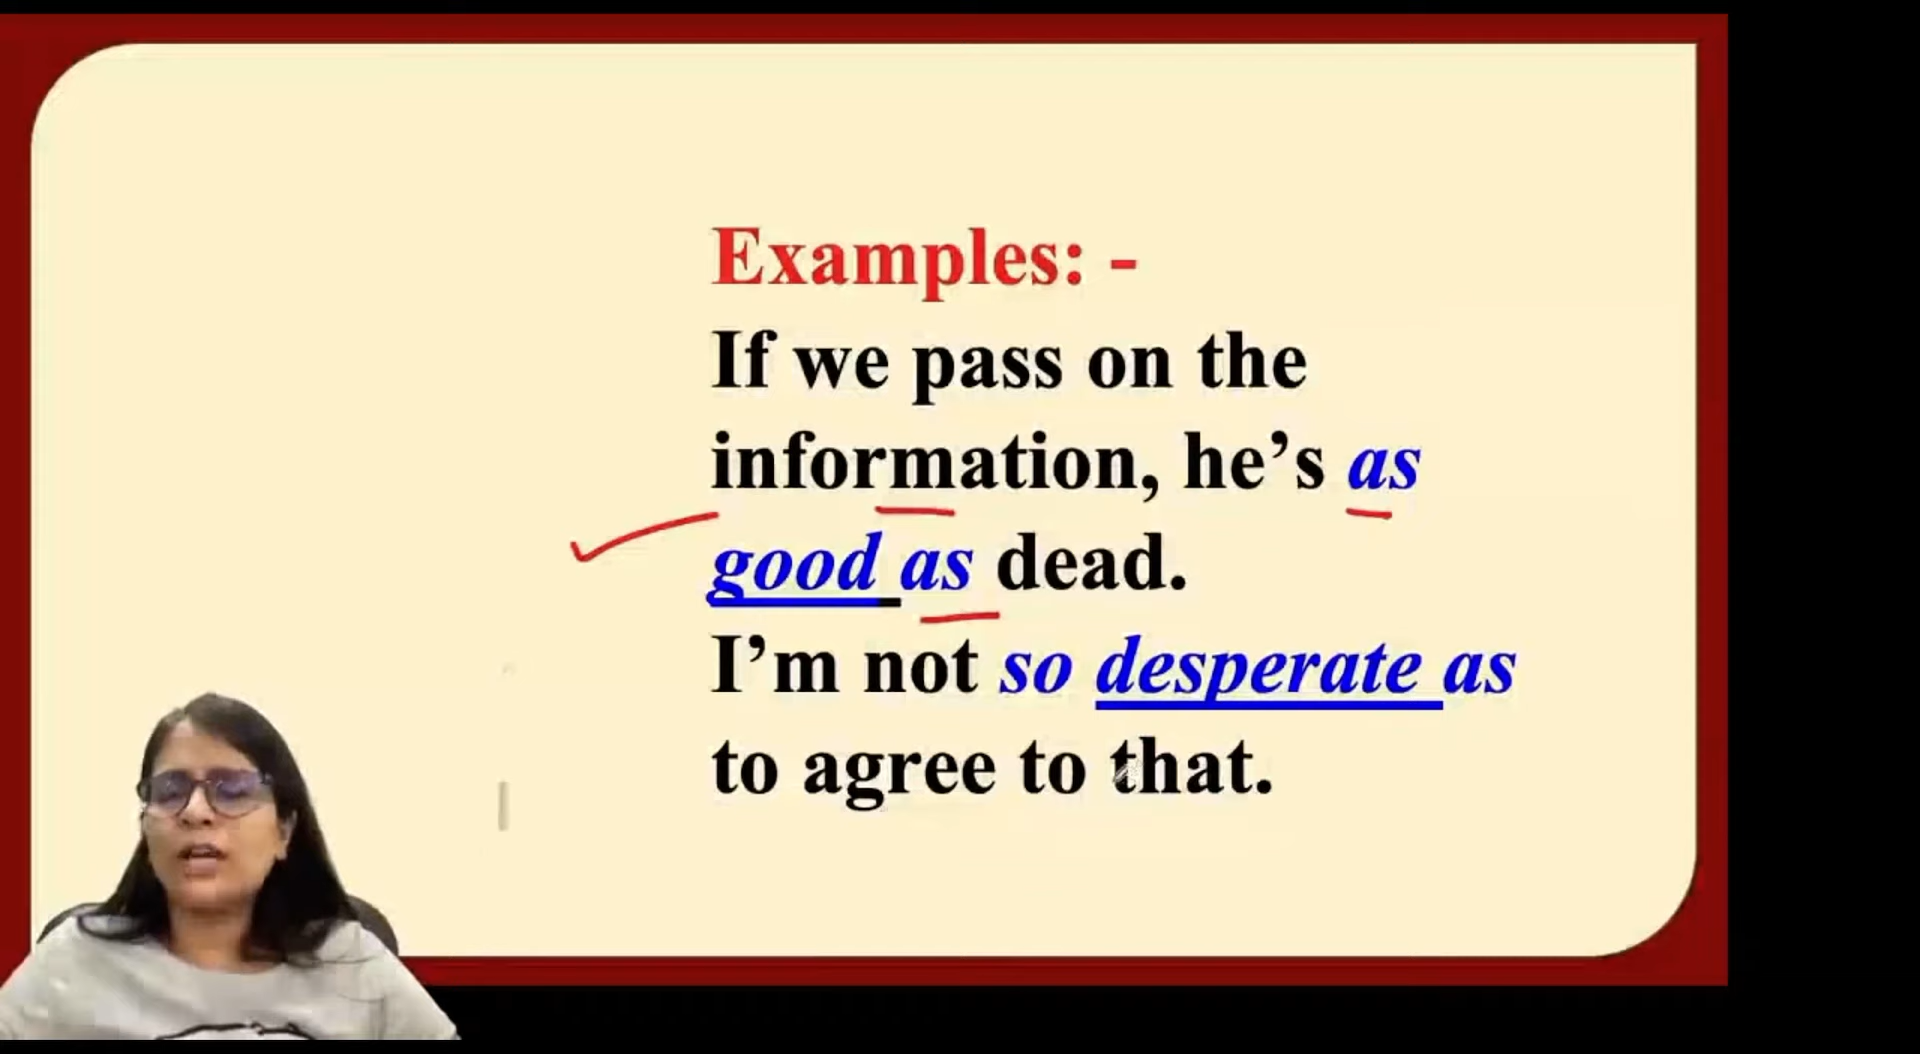 Examples: -
If we pass on the
information, he’s as
good as dead.
I’m not so desperate as
to agree to that.